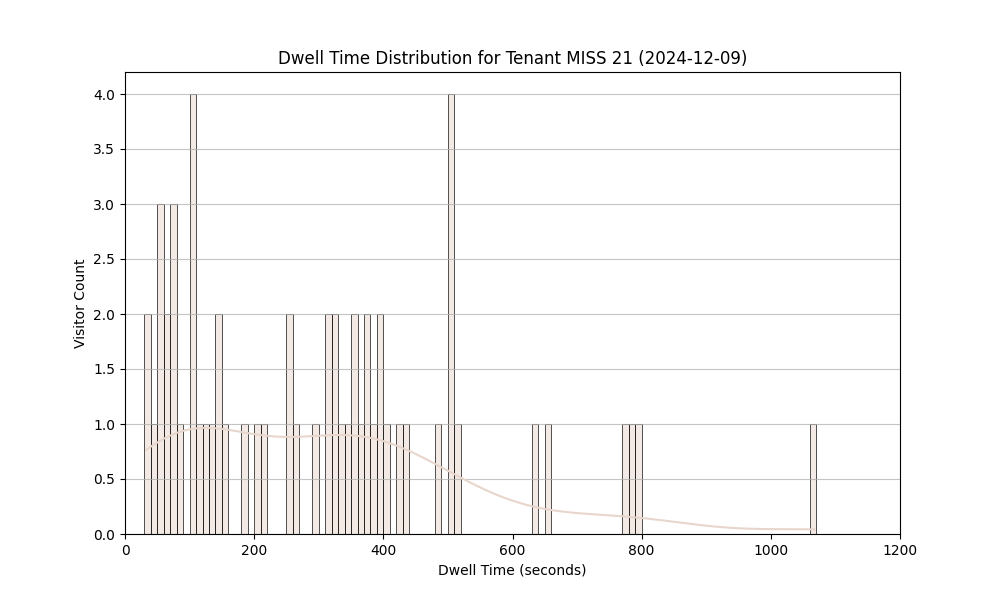 Dwell Time Distribution for Tenant MISS 21 (2024-12-09)
4.0
3.5
3.0
2.5
2.0
1.5
1.0
0.5
0.0
Visitor Count
0 200 400 600 800 1000 1200
Dwell Time (seconds)